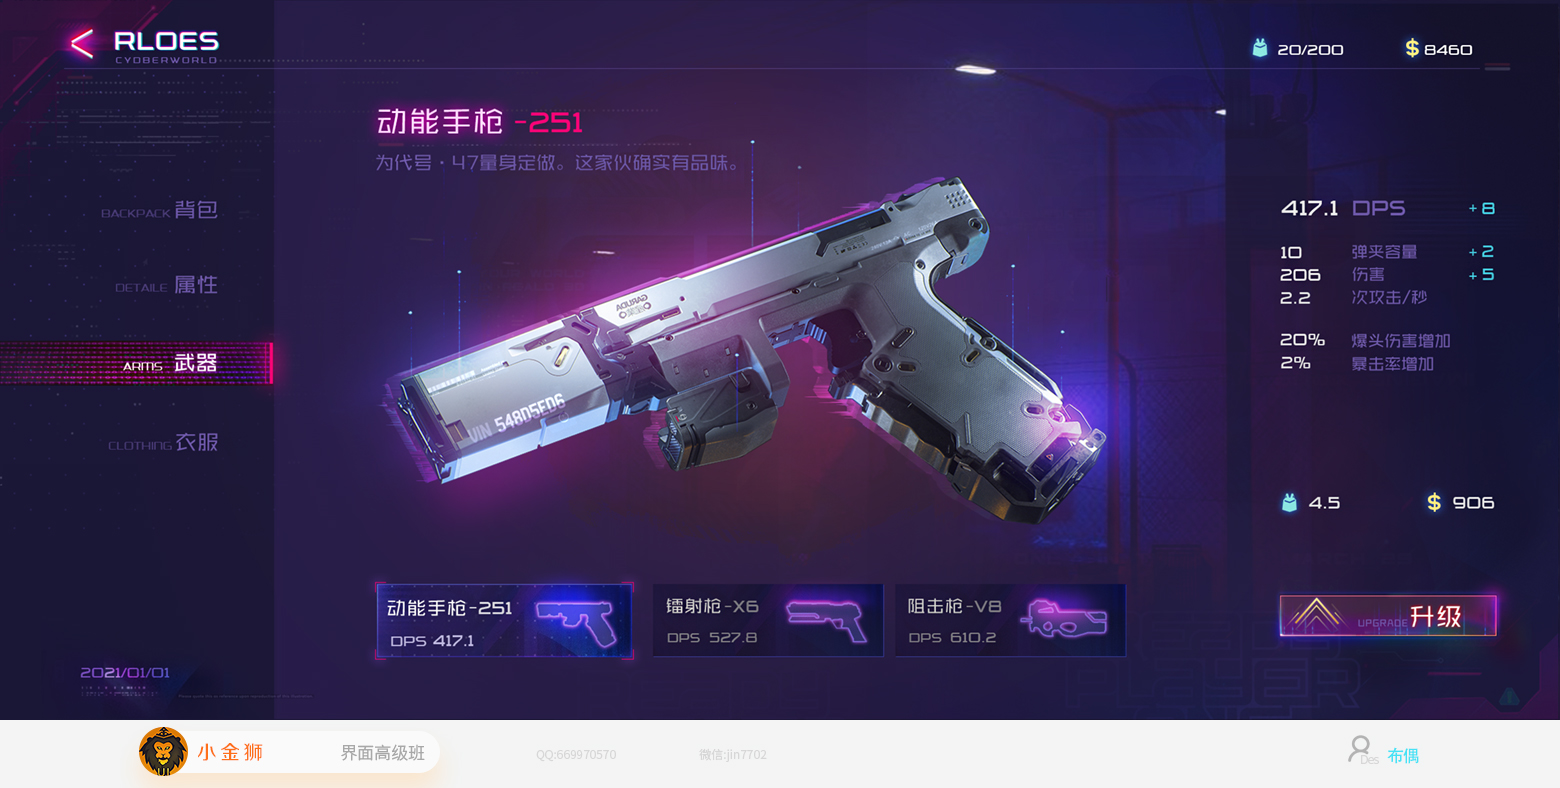 RLOES
CYOBERWORLD
20/200
$ 8460
动能手枪 -251
为代号·47量身定做。这家伙确实有品味。
BACKPACK 背包
DETAILE 属性
ARMS 武器
CLOTHING 衣服
417.1 DPS +8
10 弹夹容量 +2
206 伤害 +5
2.2 次攻击/秒
20% 爆头伤害增加
2% 暴击率增加
GARUDA
VIN 548D5ED6
4.5
$ 906
动能手枪-251
DPS 417.1
镭射枪-X6
DPS 527.8
阻击枪-V8
DPS 610.2
UPGRADE 升级
PLAYER
2021/01/01
小金狮
界面高级班
QQ:669970570
微信:jin7702
Des 布偶